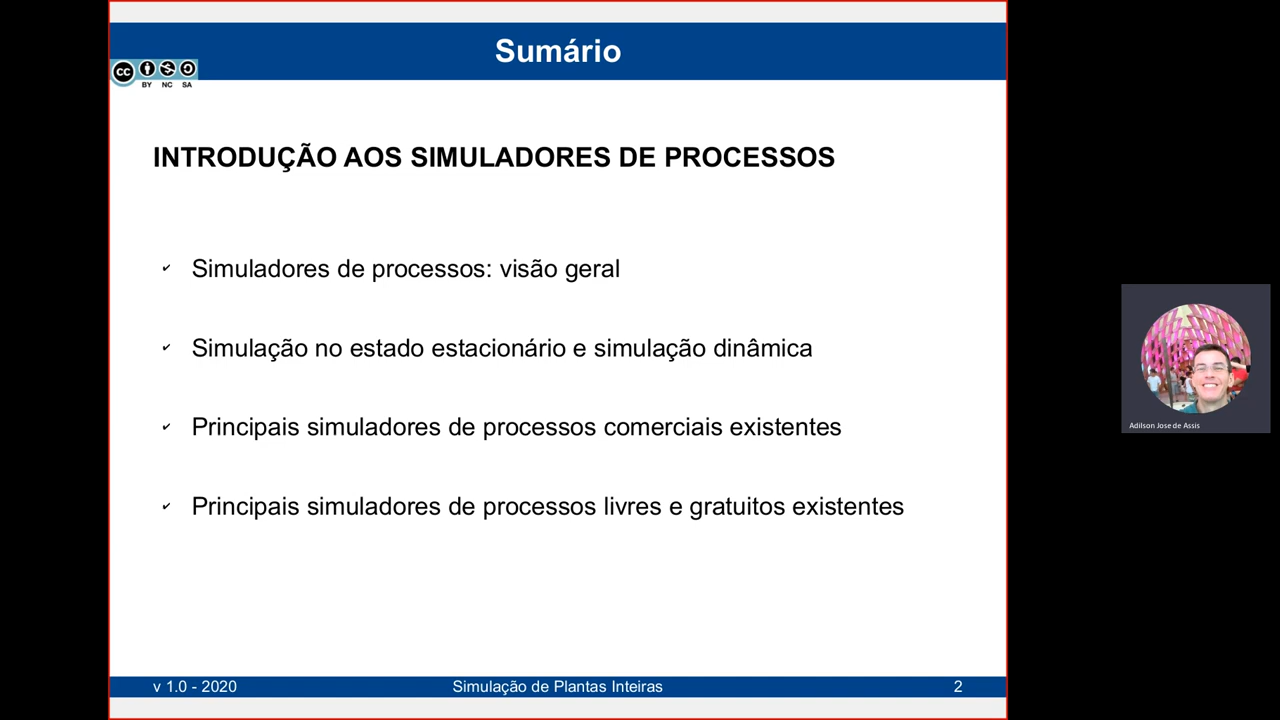 Sumário
CC
BY NC SA
INTRODUÇÃO AOS SIMULADORES DE PROCESSOS
✔ Simuladores de processos: visão geral
✔ Simulação no estado estacionário e simulação dinâmica
✔ Principais simuladores de processos comerciais existentes
✔ Principais simuladores de processos livres e gratuitos existentes
Adilson Jose de Assis
v 1.0 - 2020 Simulação de Plantas Inteiras 2